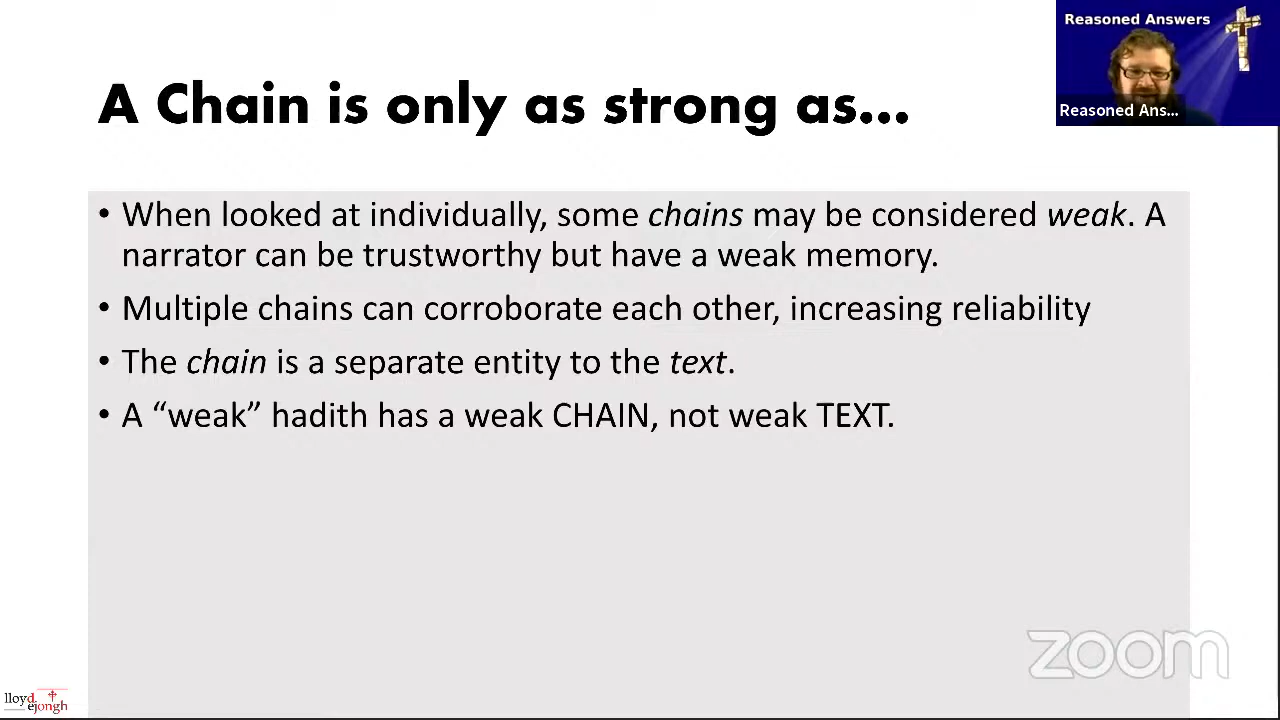 Reasoned Answers
Reasoned Ans...
A Chain is only as strong as...
• When looked at individually, some chains may be considered weak. A
narrator can be trustworthy but have a weak memory.
• Multiple chains can corroborate each other, increasing reliability
• The chain is a separate entity to the text.
• A “weak” hadith has a weak CHAIN, not weak TEXT.
zoom
lloyd
ejongh